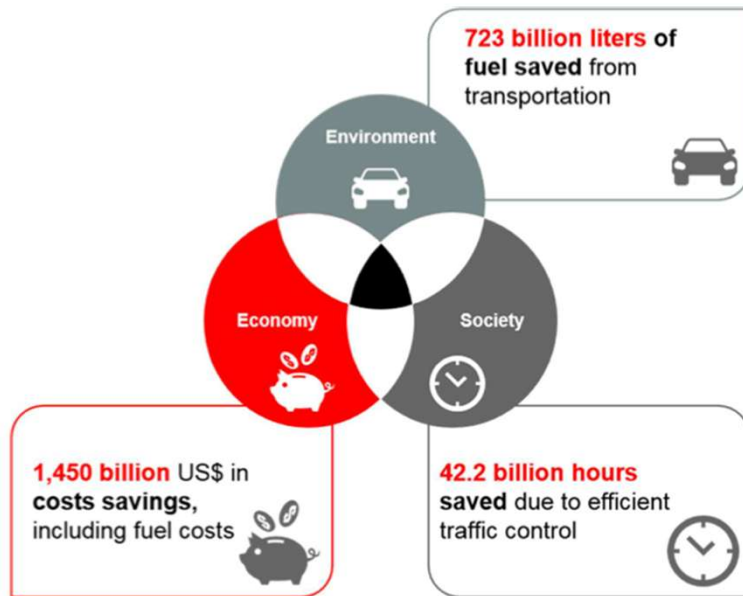 723 billion liters of
fuel saved from
transportation
Environment
Economy
Society
1,450 billion US$ in
costs savings,
including fuel costs
42.2 billion hours
saved due to efficient
traffic control